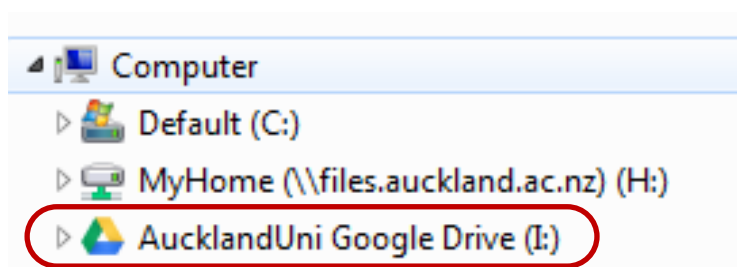 Computer
Default (C:)
MyHome (\\files.auckland.ac.nz) (H:)
AucklandUni Google Drive (I:)